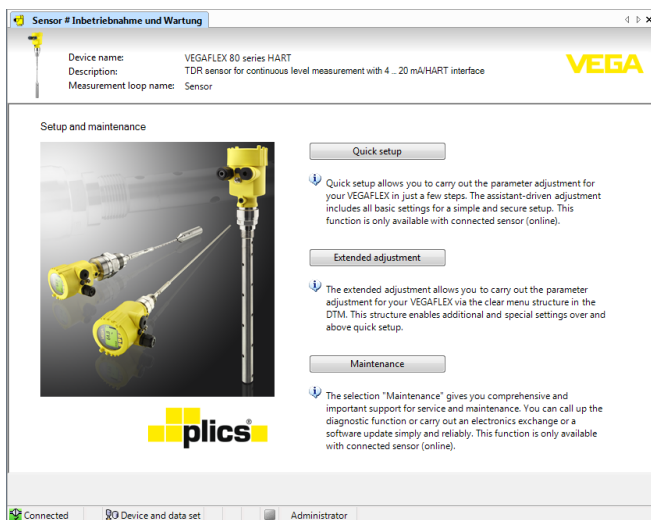 Sensor # Inbetriebnahme und Wartung
Device name: VEGAFLEX 80 series HART
Description: TDR sensor for continuous level measurement with 4 .. 20 mA/HART interface
Measurement loop name: Sensor
VEGA
Setup and maintenance
Quick setup
Quick setup allows you to carry out the parameter adjustment for
your VEGAFLEX in just a few steps. The assistant-driven adjustment
includes all basic settings for a simple and secure setup. This
function is only available with connected sensor (online).
Extended adjustment
The extended adjustment allows you to carry out the parameter
adjustment for your VEGAFLEX via the clear menu structure in the
DTM. This structure enables additional and special settings over and
above quick setup.
Maintenance
The selection "Maintenance" gives you comprehensive and
important support for service and maintenance. You can call up the
diagnostic function or carry out an electronics exchange or a
software update simply and reliably. This function is only available
with connected sensor (online).
plics®
Connected
Device and data set
Administrator